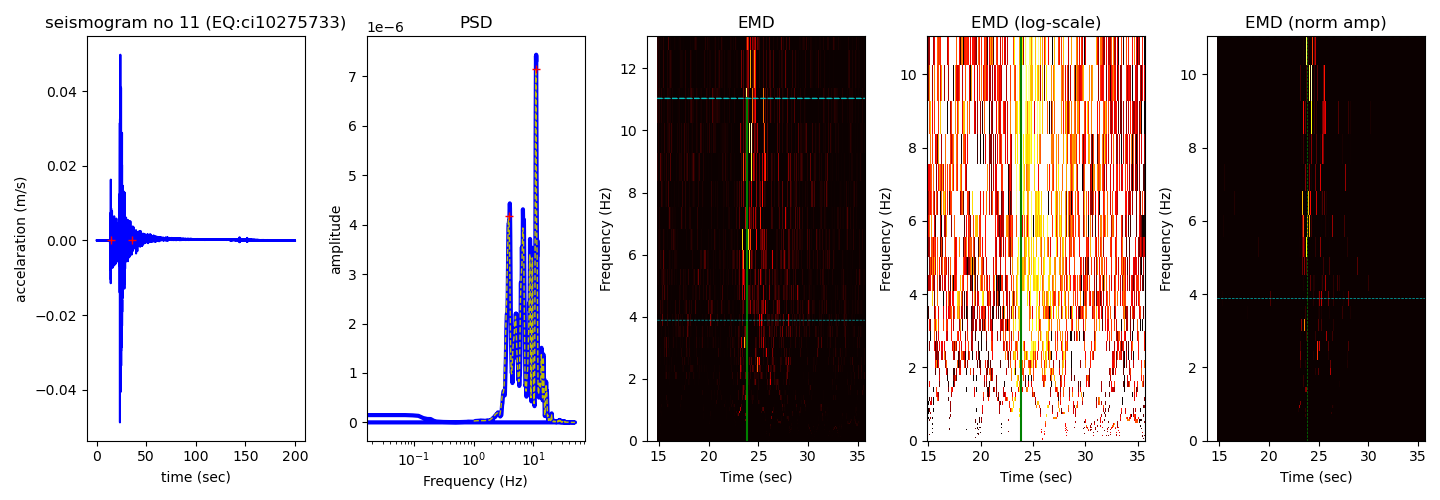 seismogram no 11 (EQ:ci10275733)
accelaration (m/s)
0.04
0.02
0.00
−0.02
−0.04
0 50 100 150 200
time (sec)
PSD
1e−6
amplitude
7
6
5
4
3
2
1
0
10⁻¹ 10⁰ 10¹
Frequency (Hz)
EMD
Frequency (Hz)
12
10
8
6
4
2
0
15 20 25 30 35
Time (sec)
EMD (log-scale)
Frequency (Hz)
10
8
6
4
2
0
15 20 25 30 35
Time (sec)
EMD (norm amp)
Frequency (Hz)
10
8
6
4
2
0
15 20 25 30 35
Time (sec)